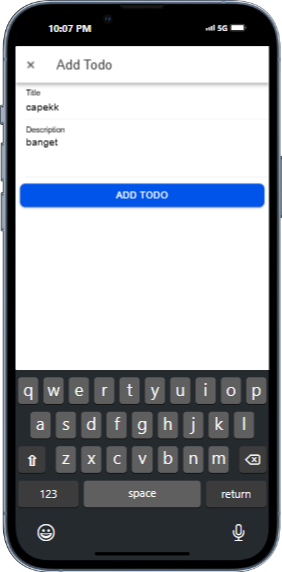 10:07 PM 5G
× Add Todo
Title
capekk
Description
banget
ADD TODO
q w e r t y u i o p
a s d f g h j k l
z x c v b n m
123 space return